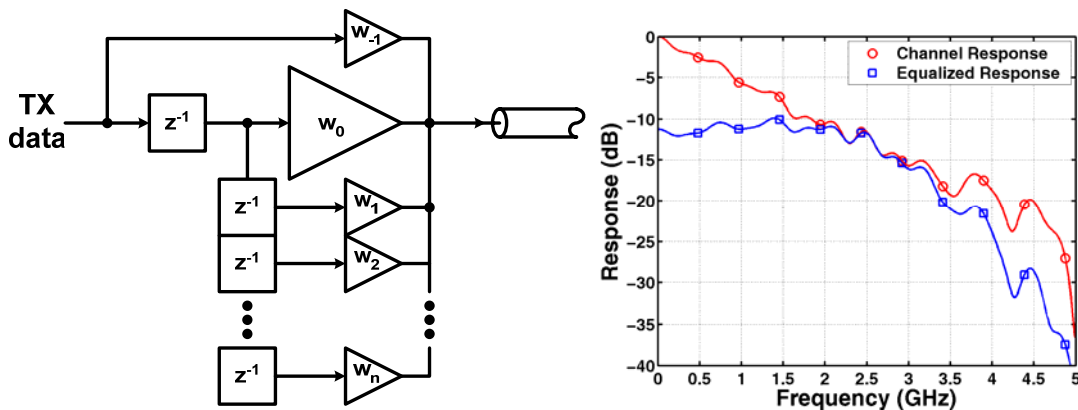 TX
data
z-1
w-1
w0
z-1
w1
z-1
w2
z-1
wn
Channel Response
Equalized Response
Response (dB)
0
−5
−10
−15
−20
−25
−30
−35
−40
0 0.5 1 1.5 2 2.5 3 3.5 4 4.5 5
Frequency (GHz)